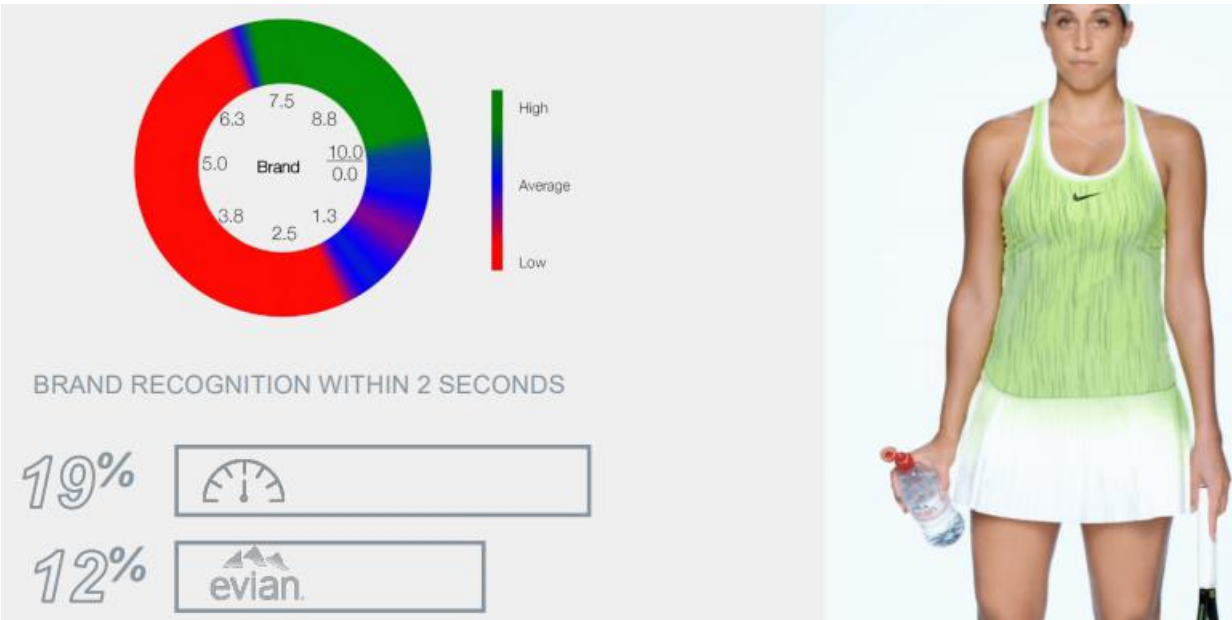 7.5
6.3
8.8
5.0
Brand
10.0
0.0
3.8
1.3
2.5
High
Average
Low
BRAND RECOGNITION WITHIN 2 SECONDS
19%
12%
evian.